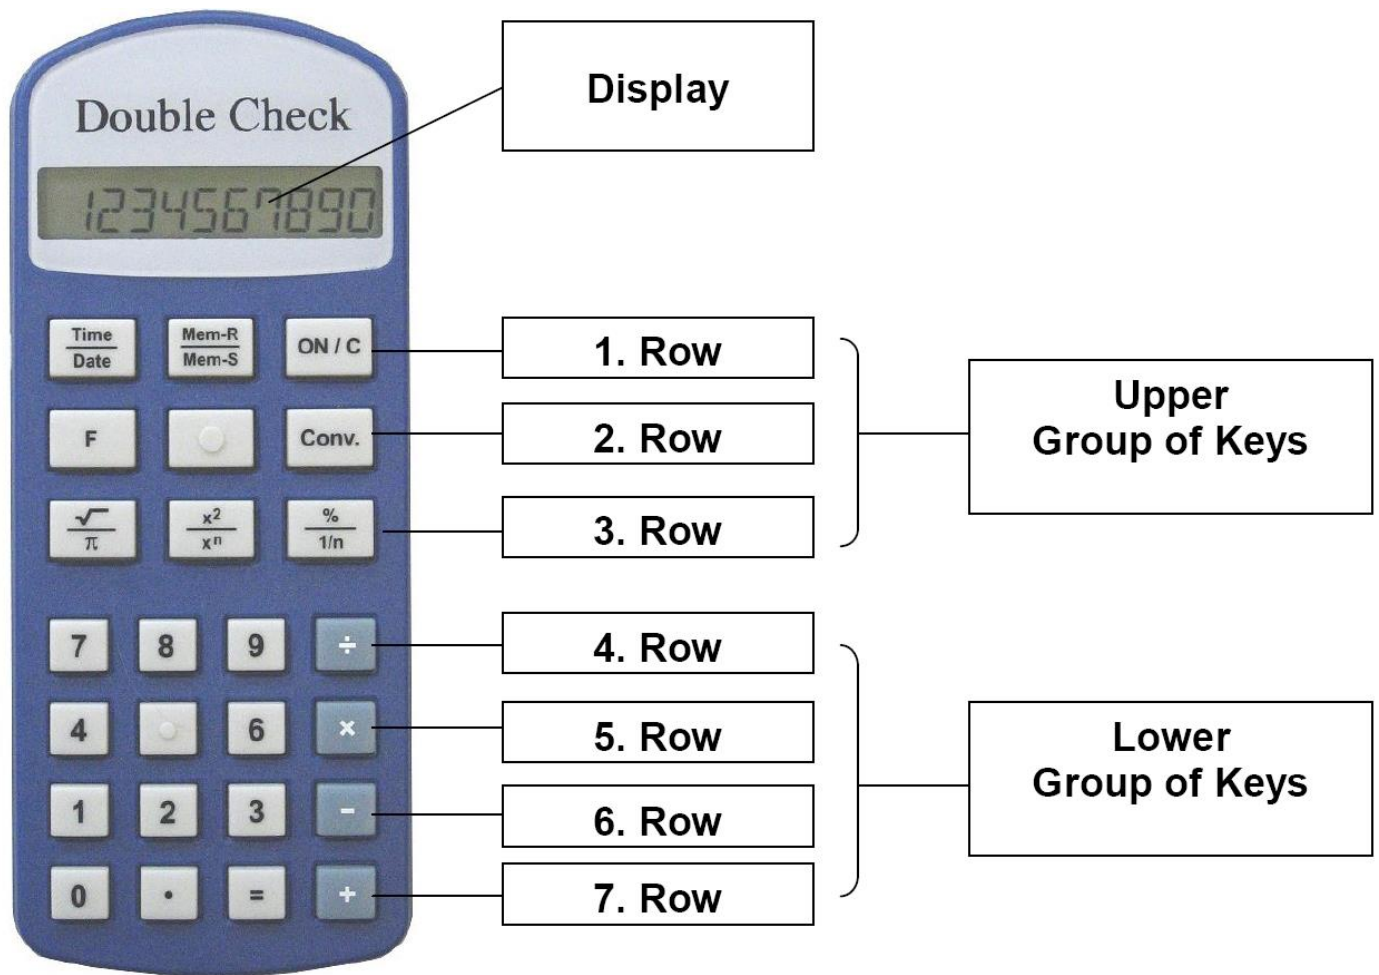 Double Check
1234567890
Display
Time
Date
Mem-R
Mem-S
ON / C
1. Row
F
Conv.
2. Row
√
π
x²
xⁿ
%
1/n
3. Row
Upper
Group of Keys
7 8 9 ÷
4. Row
4 6 ×
5. Row
1 2 3 -
6. Row
0 . = +
7. Row
Lower
Group of Keys